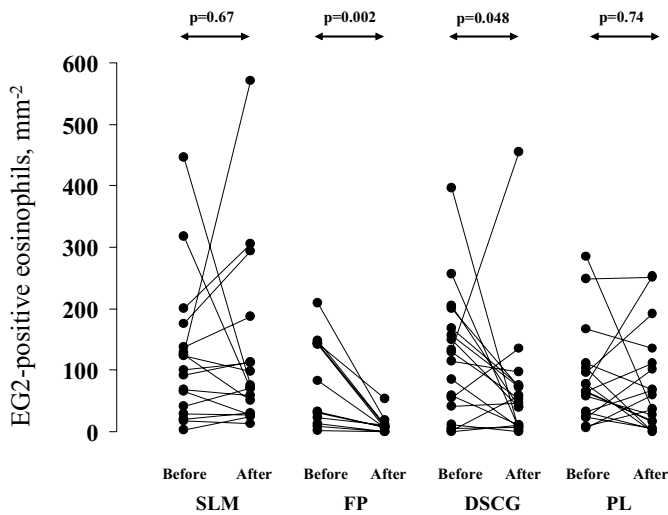 p=0.67 p=0.002 p=0.048 p=0.74
EG2-positive eosinophils, mm-2
600
500
400
300
200
100
0
Before After Before After Before After Before After
SLM FP DSCG PL